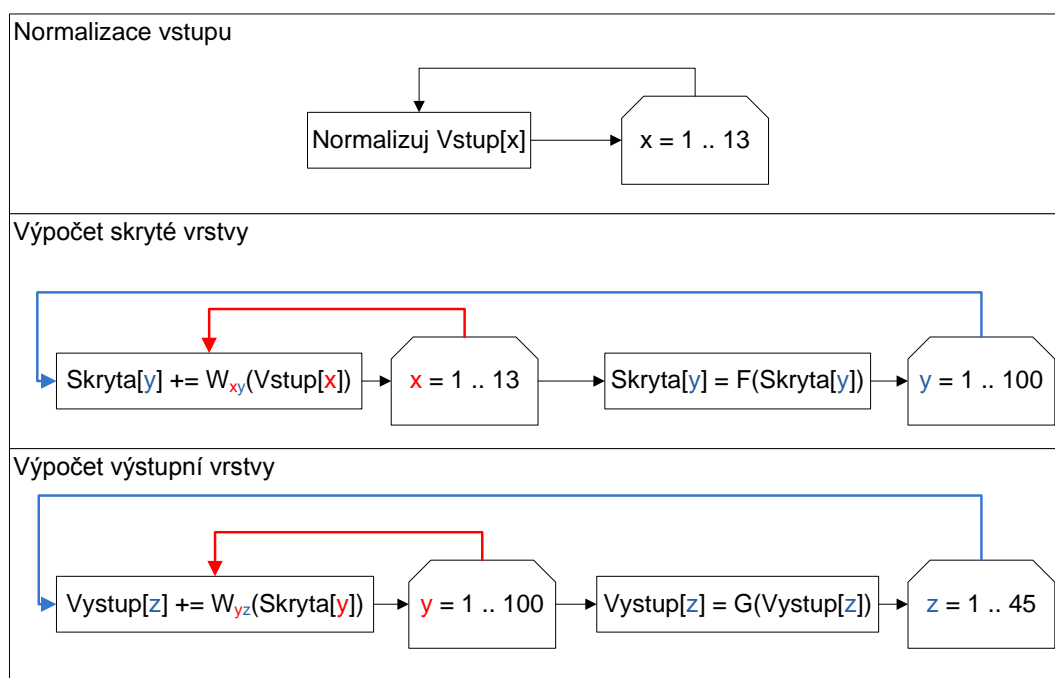 Normalizace vstupu
Normalizuj Vstup[x]
x = 1 .. 13
Výpočet skryté vrstvy
Skryta[y] += Wxy(Vstup[x])
x = 1 .. 13
Skryta[y] = F(Skryta[y])
y = 1 .. 100
Výpočet výstupní vrstvy
Vystup[z] += Wyz(Skryta[y])
y = 1 .. 100
Vystup[z] = G(Vystup[z])
z = 1 .. 45